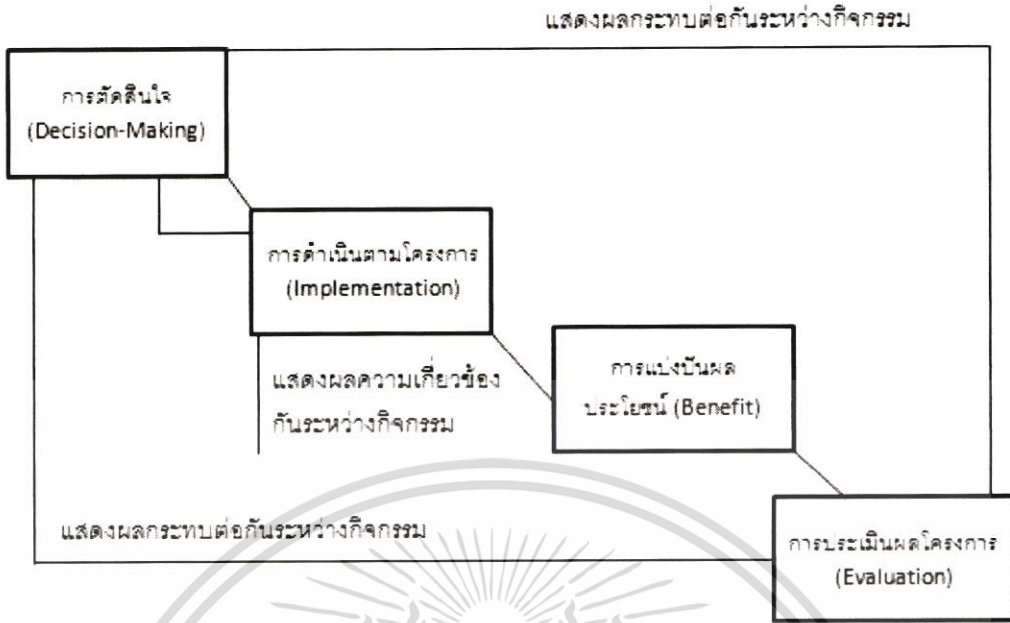 แสดงผลกระทบต่อกันระหว่างกิจกรรม
การตัดสินใจ
(Decision-Making)
การดำเนินตามโครงการ
(Implementation)
แสดงผลความเกี่ยวข้อง
กันระหว่างกิจกรรม
การแบ่งปันผล
ประโยชน์ (Benefit)
แสดงผลกระทบต่อกันระหว่างกิจกรรม
การประเมินผลโครงการ
(Evaluation)